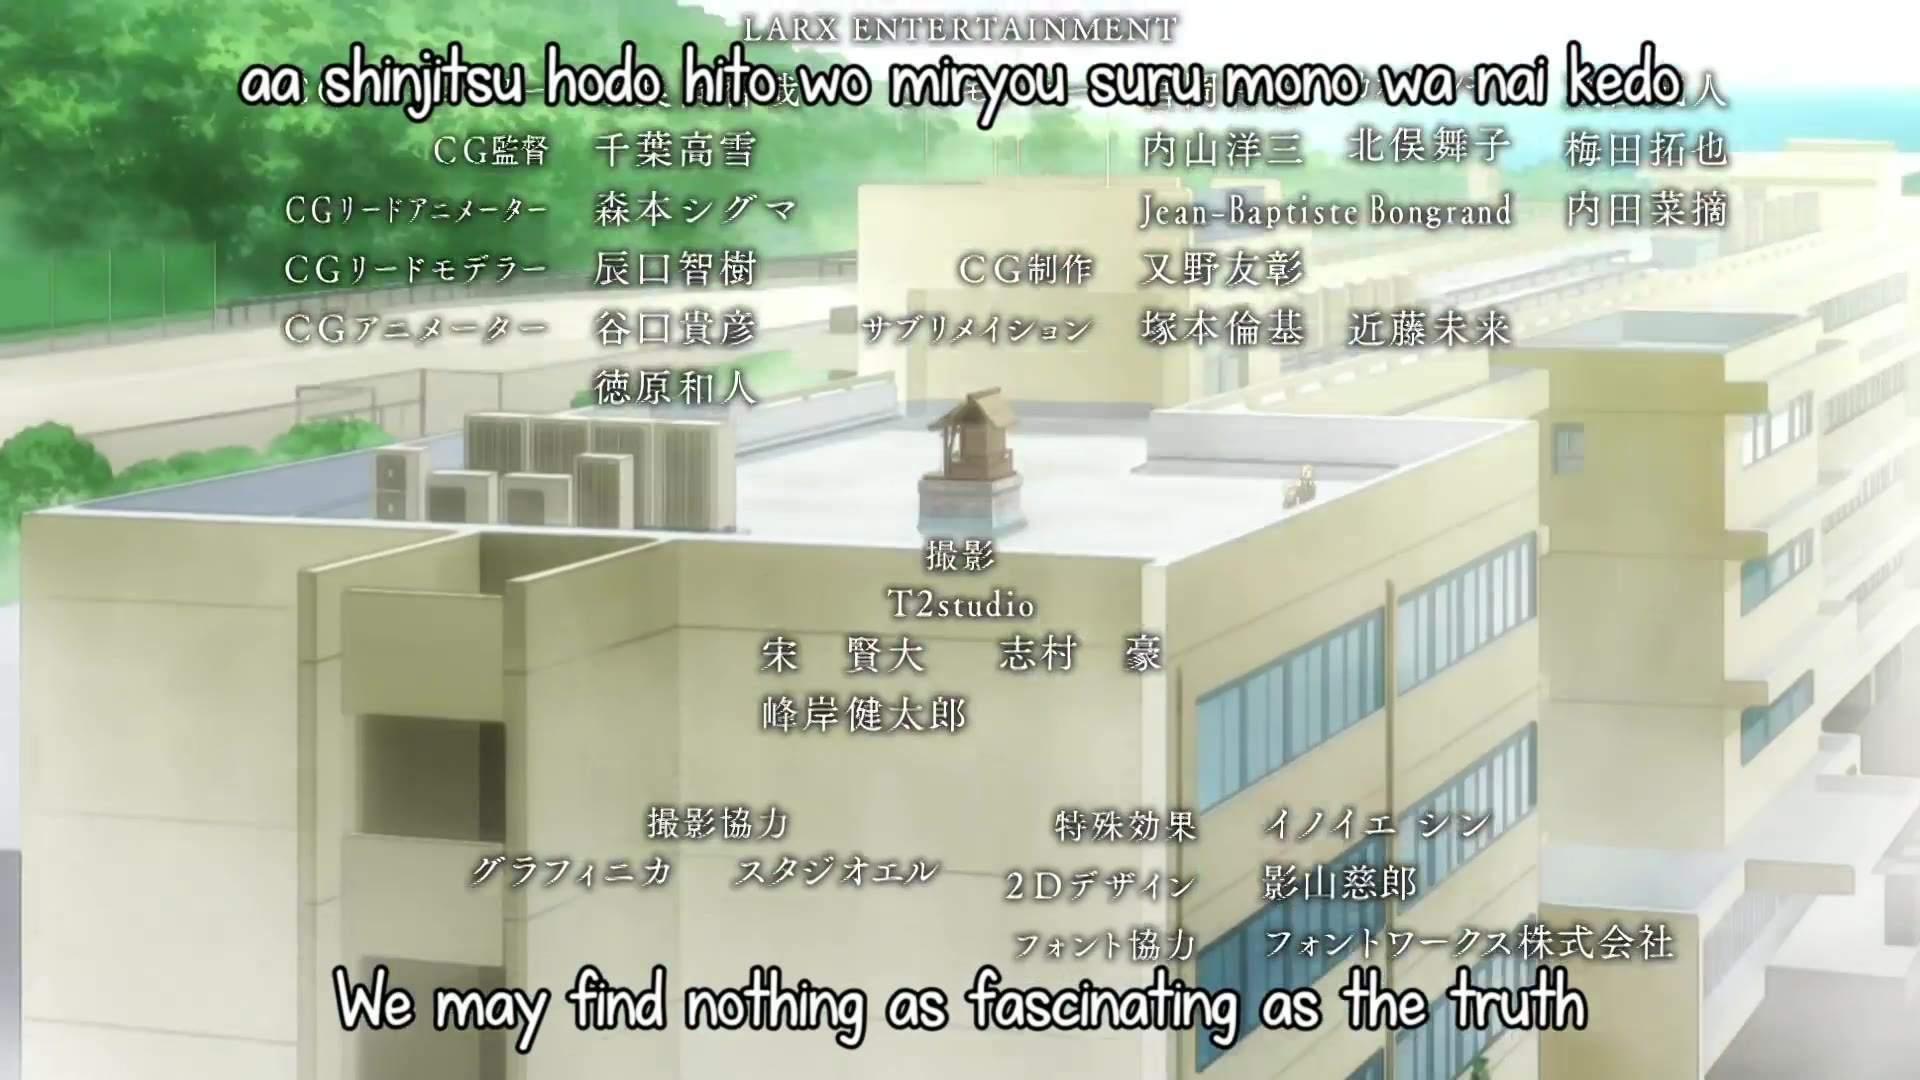 LARX ENTERTAINMENT
aa shinjitsu hodo hito wo miryou suru mono wa nai kedo
CG監督 千葉高雪
内山洋三 北俣舞子 梅田拓也
CGリードアニメーター 森本シグマ
Jean-Baptiste Bongrand 内田菜摘
CGリードモデラー 辰口智樹
CG制作 又野友彰
CGアニメーター 谷口貴彦
サブリメイション 塚本倫基 近藤未来
徳原和人
撮影
T2studio
宋 賢大 志村 豪
峰岸健太郎
撮影協力
グラフィニカ スタジオエル
特殊効果 イノイエ シン
2Dデザイン 影山慈郎
フォント協力 フォントワークス株式会社
We may find nothing as fascinating as the truth